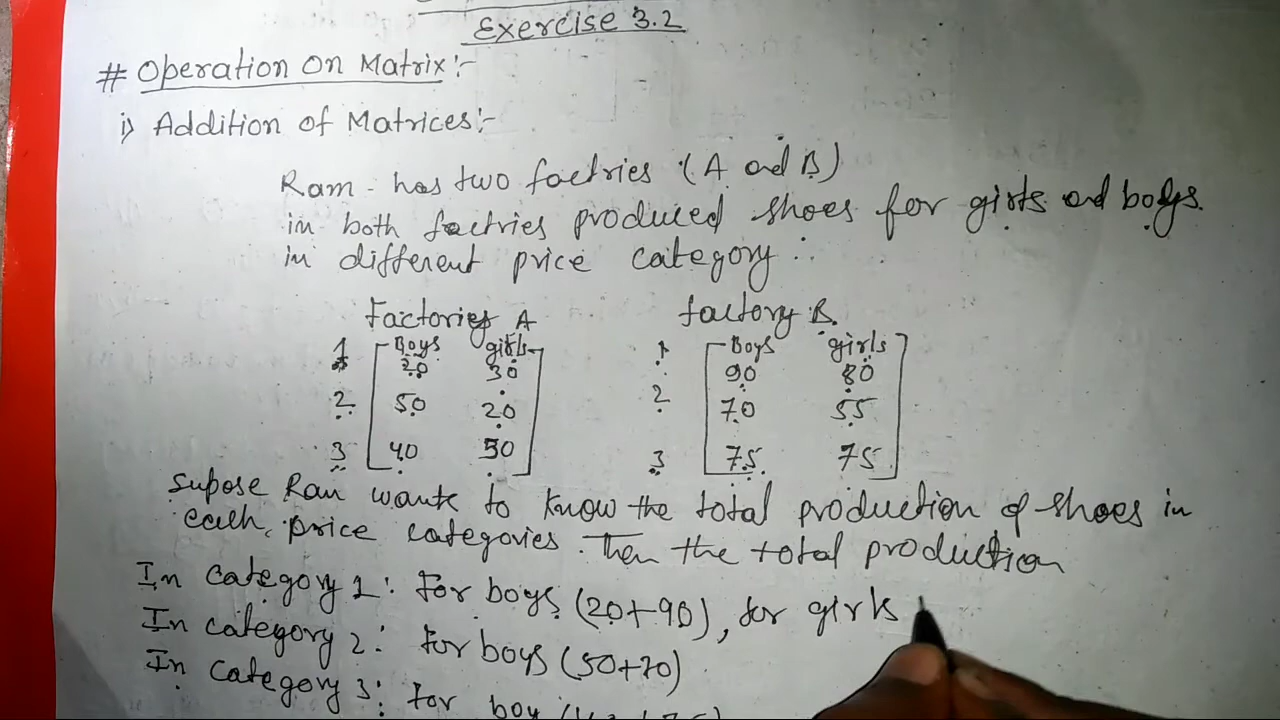 Exercise 3.2
# Operation On Matrix:-
i) Addition of Matrices:-
Ram has two factries (A and B)
in both factries produced shoes for girls and boys.
in different price category :
Factories A factory B.
Boys girls Boys girls
1 20 30 1 90 80
2 50 20 2 70 55
3 40 50 3 75 75
Supose Ram wants to know the total production of shoes in
each price categories. Then the total production
In category 1: For boys (20+90), for girls
In category 2: For boys (50+70)
In category 3: For boy